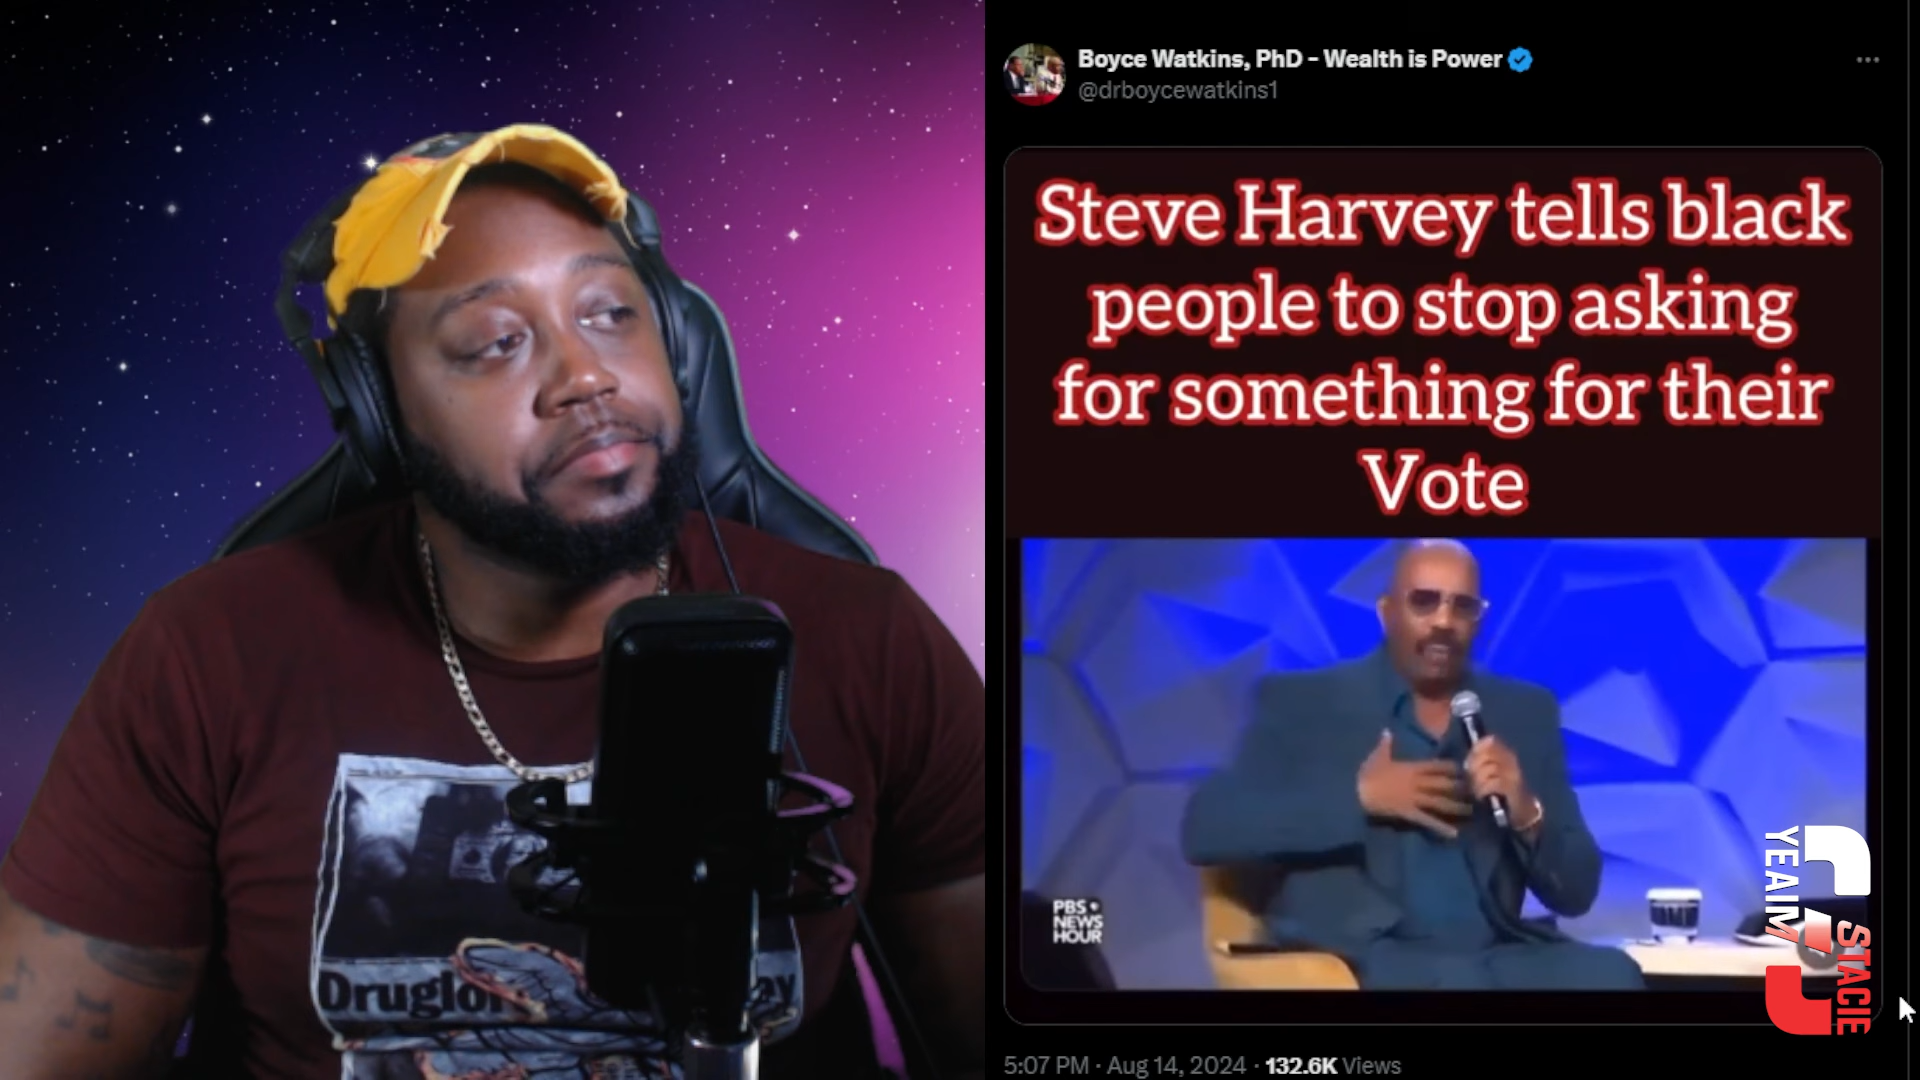 Boyce Watkins, PhD – Wealth is Power
@drboycewatkins1
Steve Harvey tells black
people to stop asking
for something for their
Vote
PBS
NEWS
HOUR
YEAIM
STACIE
5:07 PM · Aug 14, 2024 · 132.6K Views